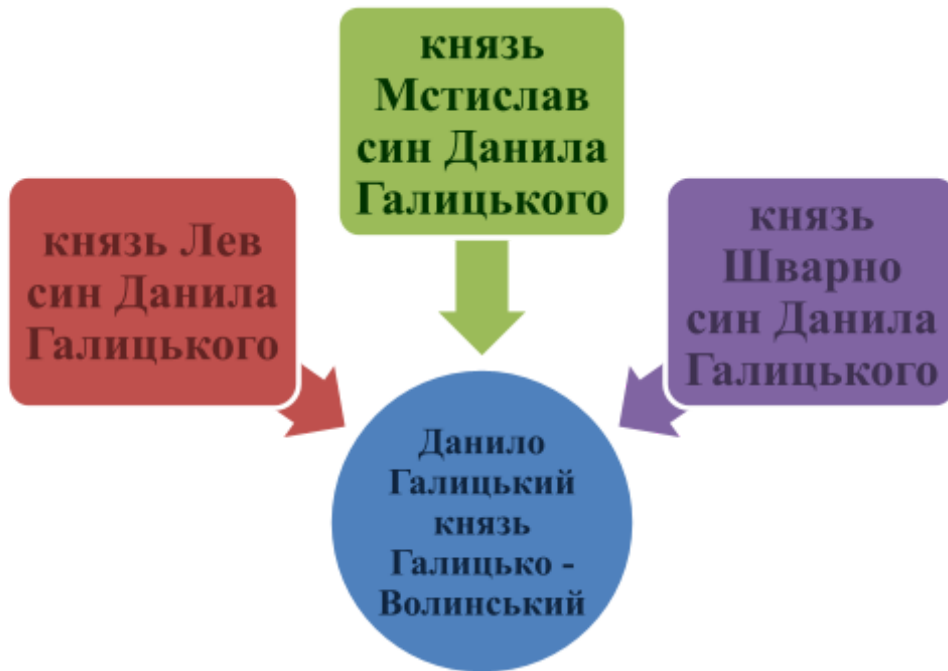 князь
Мстислав
син Данила
Галицького
князь Лев
син Данила
Галицького
князь
Шварно
син Данила
Галицького
Данило
Галицький
князь
Галицько -
Волинський